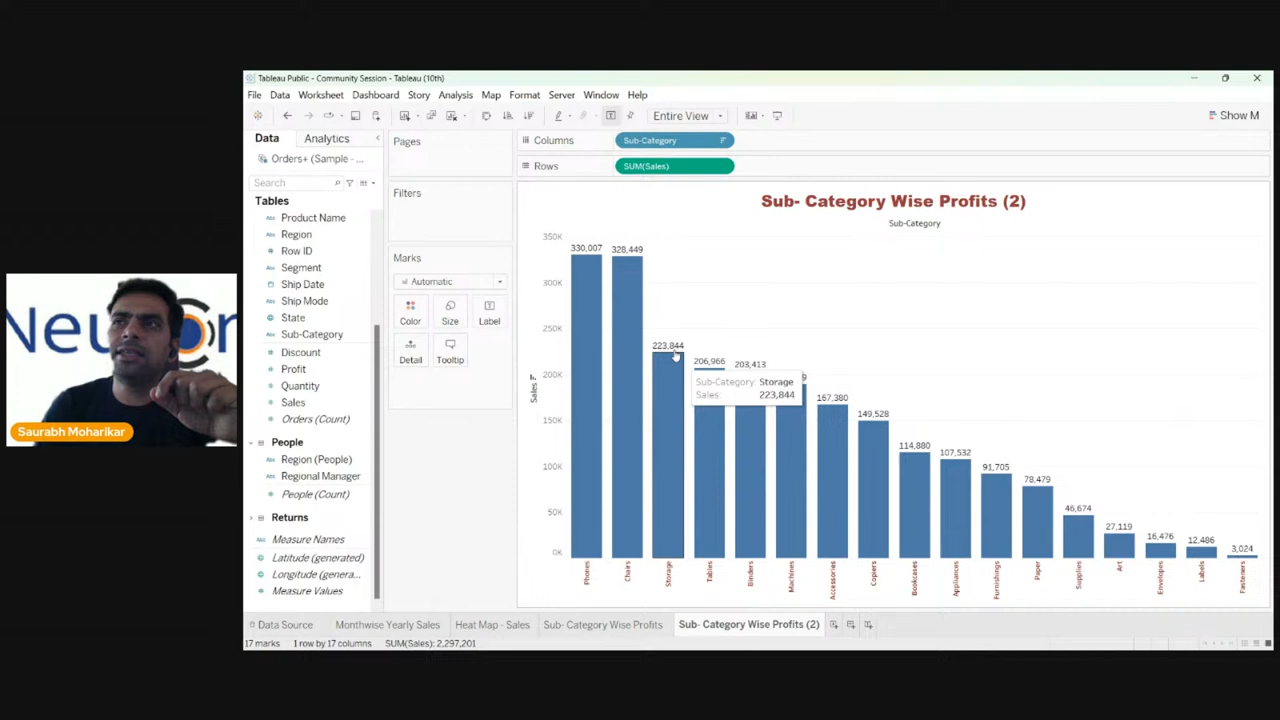 Tableau Public - Community Session - Tableau (10th)
File Data Worksheet Dashboard Story Analysis Map Format Server Window Help
Entire View
Show M
Data Analytics
Orders+ (Sample - ...
Search
Tables
Product Name
Region
Row ID
Segment
Ship Date
Ship Mode
State
Sub-Category
Discount
Profit
Quantity
Sales
Orders (Count)
People
Region (People)
Regional Manager
People (Count)
Returns
Measure Names
Latitude (generated)
Longitude (genera...
Measure Values
Pages
Filters
Marks
Automatic
Color Size Label
Detail Tooltip
Columns Sub-Category
Rows SUM(Sales)
Sub- Category Wise Profits (2)
Sub-Category
350K
300K
250K
200K
150K
100K
50K
0K
Sales
330,007 328,449 223,844 206,966 203,413 167,380 149,528 114,880 107,532 91,705 78,479 46,674 27,119 16,476 12,486 3,024
Sub-Category: Storage
Sales: 223,844
Phones Chairs Storage Tables Binders Machines Accessories Copiers Bookcases Appliances Furnishings Paper Supplies Art Envelopes Labels Fasteners
Data Source Monthwise Yearly Sales Heat Map - Sales Sub- Category Wise Profits Sub- Category Wise Profits (2)
17 marks 1 row by 17 columns SUM(Sales): 2,297,201
Saurabh Moharikar